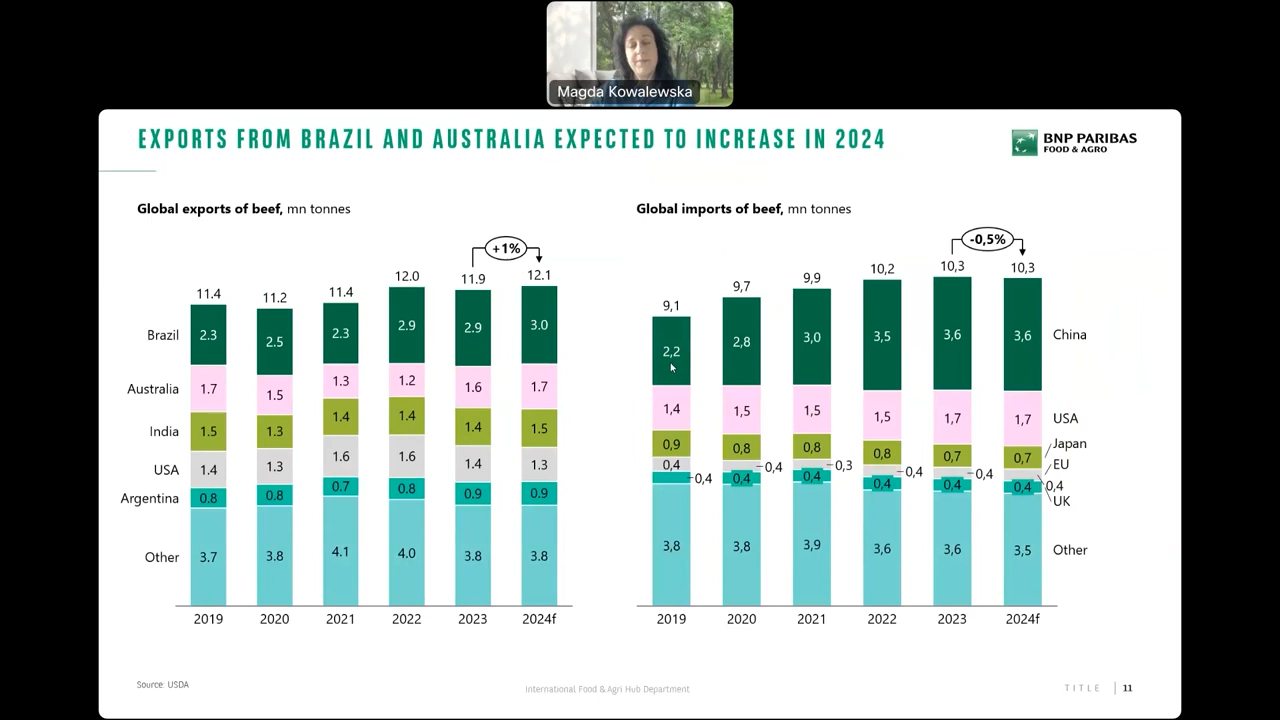 Magda Kowalewska
EXPORTS FROM BRAZIL AND AUSTRALIA EXPECTED TO INCREASE IN 2024
BNP PARIBAS
FOOD & AGRO
Global exports of beef, mn tonnes
+1%
11.4 11.2 11.4 12.0 11.9 12.1
Brazil 2.3 2.5 2.3 2.9 2.9 3.0
Australia 1.7 1.5 1.3 1.2 1.6 1.7
India 1.5 1.3 1.4 1.4 1.4 1.5
USA 1.4 1.3 1.6 1.6 1.4 1.3
Argentina 0.8 0.8 0.7 0.8 0.9 0.9
Other 3.7 3.8 4.1 4.0 3.8 3.8
2019 2020 2021 2022 2023 2024f
Global imports of beef, mn tonnes
-0,5%
9,1 9,7 9,9 10,2 10,3 10,3
2,2 2,8 3,0 3,5 3,6 3,6 China
1,4 1,5 1,5 1,5 1,7 1,7 USA
0,9 0,8 0,8 0,8 0,7 0,7 Japan
0,4 0,4 0,3 0,4 0,4 0,4 EU
0,4 0,4 0,4 0,4 0,4 0,4 UK
3,8 3,8 3,9 3,6 3,6 3,5 Other
2019 2020 2021 2022 2023 2024f
Source: USDA
International Food & Agri Hub Department
TITLE 11